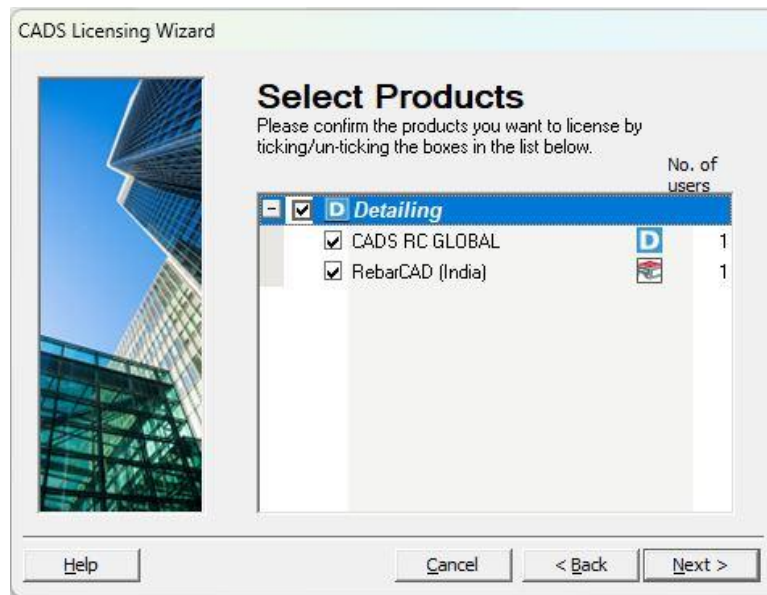 CADS Licensing Wizard
Select Products
Please confirm the products you want to license by
ticking/un-ticking the boxes in the list below.
No. of
users
D Detailing
CADS RC GLOBAL D 1
RebarCAD (India) 1
Help Cancel < Back Next >